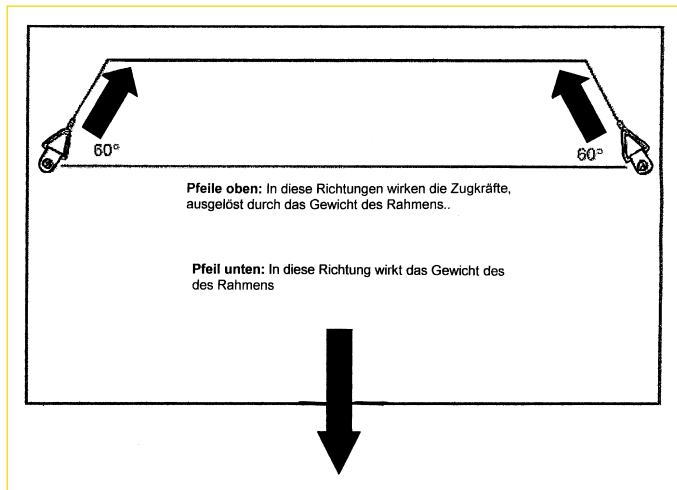 60° 60°
Pfeile oben: In diese Richtungen wirken die Zugkräfte,
ausgelöst durch das Gewicht des Rahmens..
Pfeil unten: In diese Richtung wirkt das Gewicht des
des Rahmens